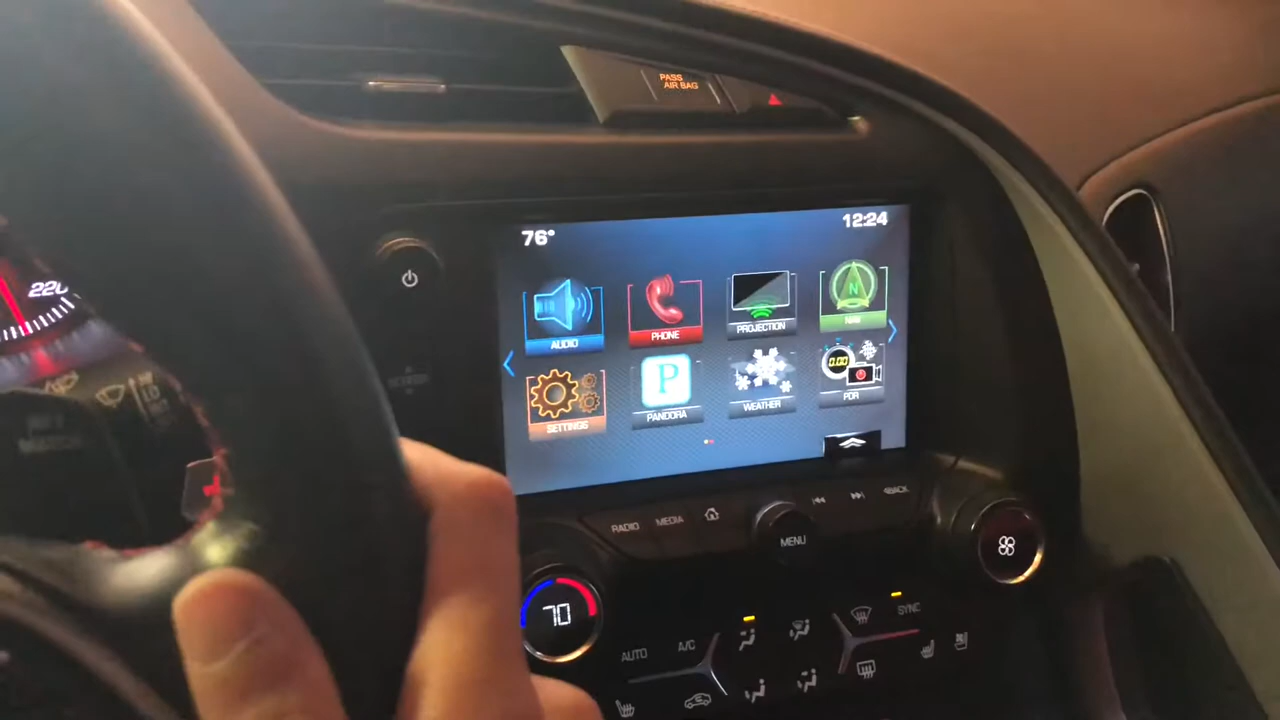 PASS
AIR BAG
76°
12:24
220
AUDIO
PHONE
PROJECTION
N
NAV
SETTINGS
P
PANDORA
WEATHER
0.00
PDR
RADIO
MEDIA
BACK
MENU
70
AUTO
A/C
SYNC